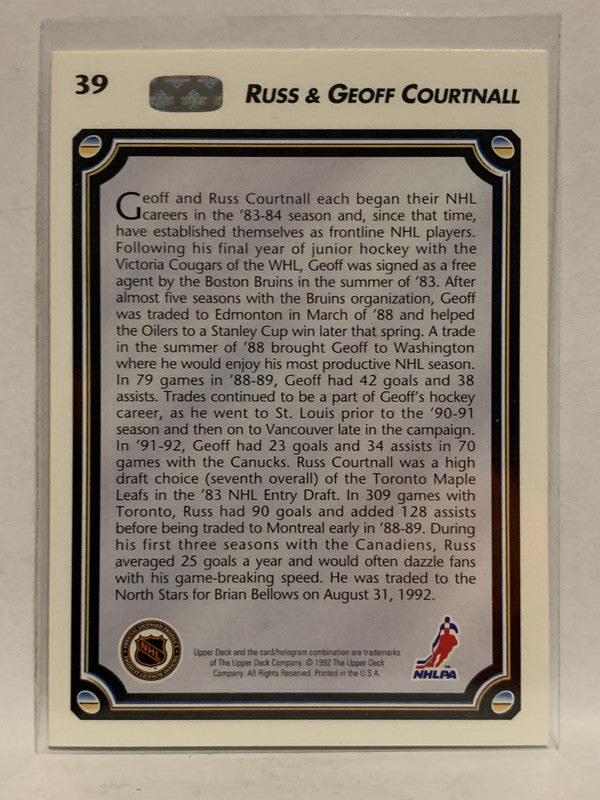 39
RUSS & GEOFF COURTNALL
Geoff and Russ Courtnall each began their NHL
careers in the '83-84 season and, since that time,
have established themselves as frontline NHL players.
Following his final year of junior hockey with the
Victoria Cougars of the WHL, Geoff was signed as a free
agent by the Boston Bruins in the summer of '83. After
almost five seasons with the Bruins organization, Geoff
was traded to Edmonton in March of '88 and helped
the Oilers to a Stanley Cup win later that spring. A trade
in the summer of '88 brought Geoff to Washington
where he would enjoy his most productive NHL season.
In 79 games in '88-89, Geoff had 42 goals and 38
assists. Trades continued to be a part of Geoff's hockey
career, as he went to St. Louis prior to the '90-91
season and then on to Vancouver late in the campaign.
In '91-92, Geoff had 23 goals and 34 assists in 70
games with the Canucks. Russ Courtnall was a high
draft choice (seventh overall) of the Toronto Maple
Leafs in the '83 NHL Entry Draft. In 309 games with
Toronto, Russ had 90 goals and added 128 assists
before being traded to Montreal early in '88-89. During
his first three seasons with the Canadiens, Russ
averaged 25 goals a year and would often dazzle fans
with his game-breaking speed. He was traded to the
North Stars for Brian Bellows on August 31, 1992.
NHL
Upper Deck and the card/hologram combination are trademarks
of The Upper Deck Company. © 1992 The Upper Deck
Company. All Rights Reserved. Printed in the U.S.A.
NHLPA